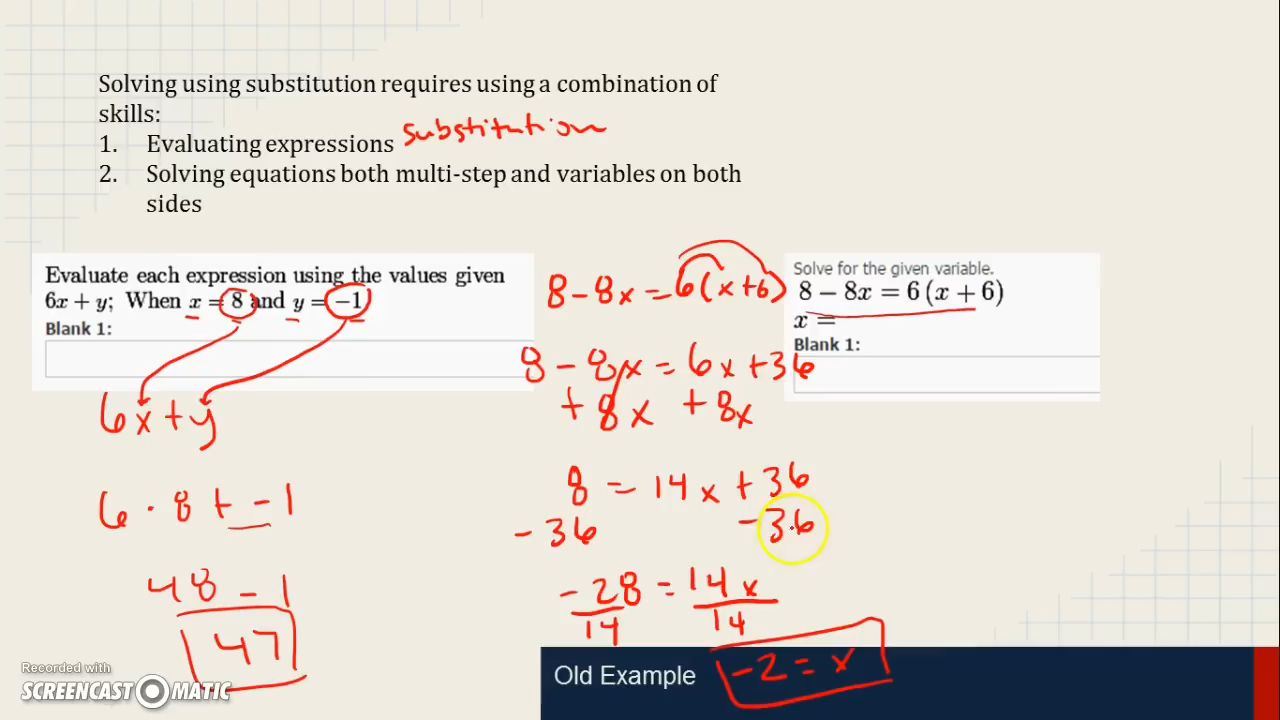 Solving using substitution requires using a combination of
skills:
1. Evaluating expressions substitution
2. Solving equations both multi-step and variables on both
sides
Evaluate each expression using the values given
6x + y; When x = 8 and y = −1
Blank 1:
6x + y
6 · 8 + - 1
48 - 1
47
8 - 8x = 6(x+6)
8 - 8x = 6x + 36
+ 8x + 8x
8 = 14x + 36
- 36 - 36
-28 = 14x
14 14
-2 = x
Solve for the given variable.
8 − 8x = 6 (x + 6)
x =
Blank 1:
Old Example
Recorded with
SCREENCAST O MATIC